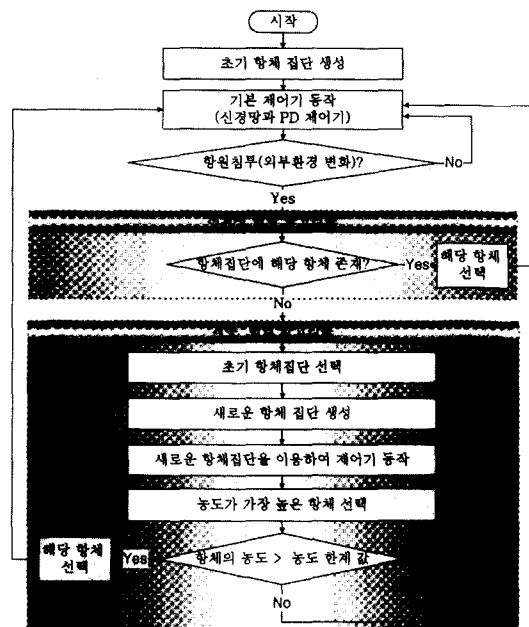 시작
초기 항체 집단 생성
기본 제어기 동작
(신경망과 PD 제어기)
항원침투(외부환경 변화)?
No
Yes
항체집단에 해당 항체 존재?
Yes
해당 항체
선택
No
초기 항체집단 선택
새로운 항체 집단 생성
새로운 항체집단을 이용하여 제어기 동작
농도가 가장 높은 항체 선택
해당 항체
선택
Yes
항체의 농도 > 농도 한계 값
No